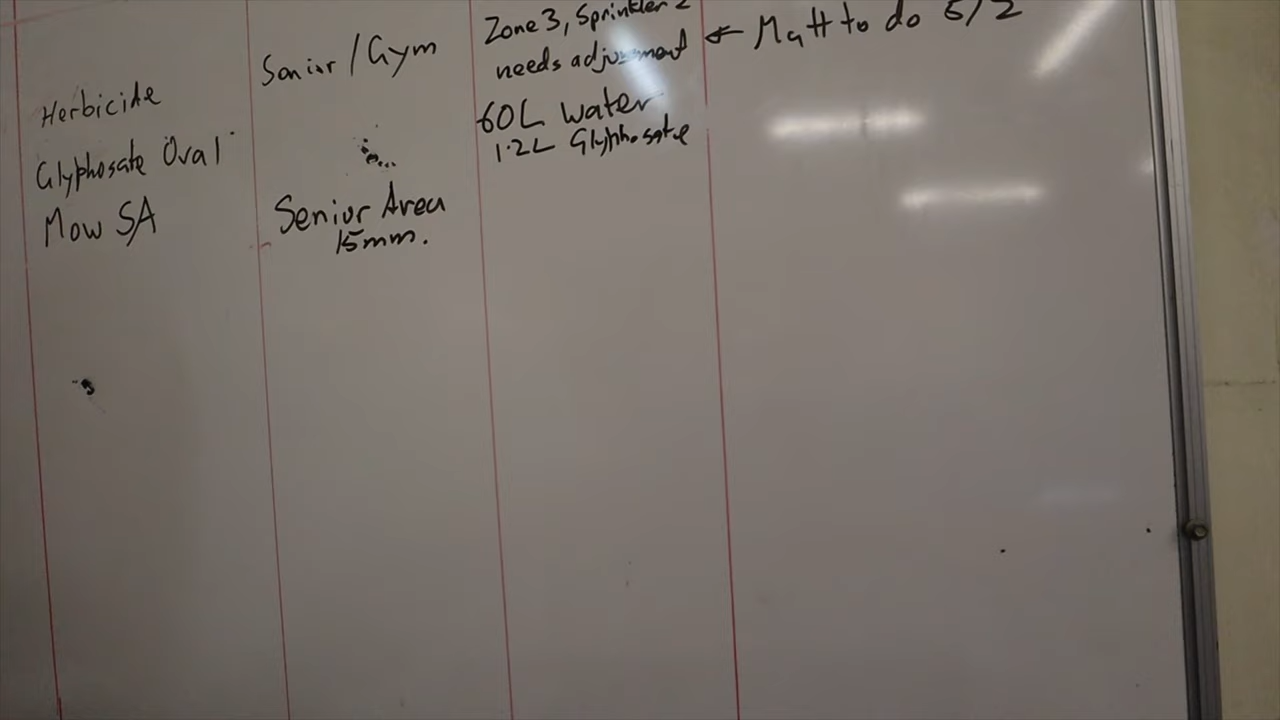 Zone 3, Sprinkler 2
needs adjustment
← Matt to do 5/2
Senior / Gym
Herbicide
60L Water
1.2L Glyphosate
Glyphosate Oval
Mow SA
Senior Area
15mm.